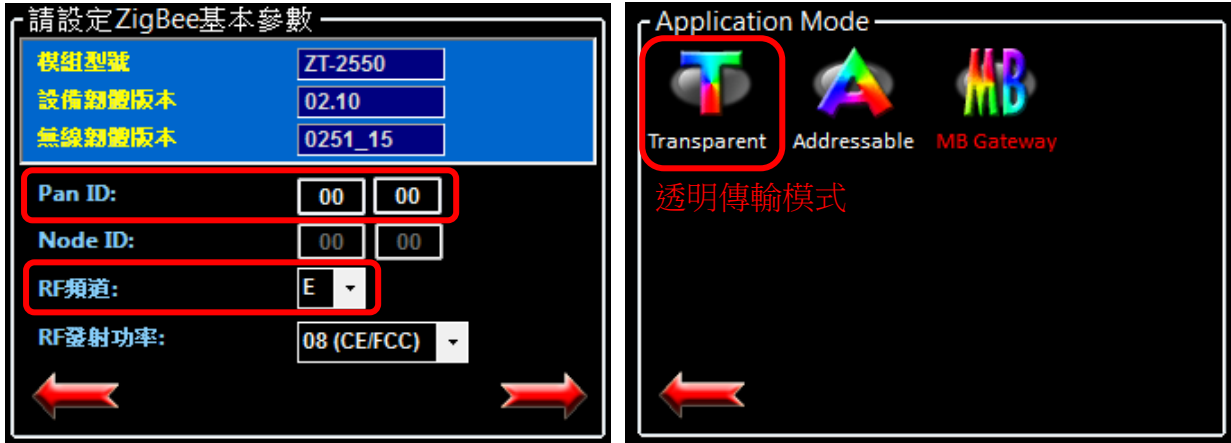 請設定ZigBee基本參數
模組型號 ZT-2550
設備韌體版本 02.10
無線韌體版本 0251_15
Pan ID: 00 00
Node ID: 00 00
RF頻道: E
RF發射功率: 08 (CE/FCC)
Application Mode
Transparent Addressable MB Gateway
透明傳輸模式